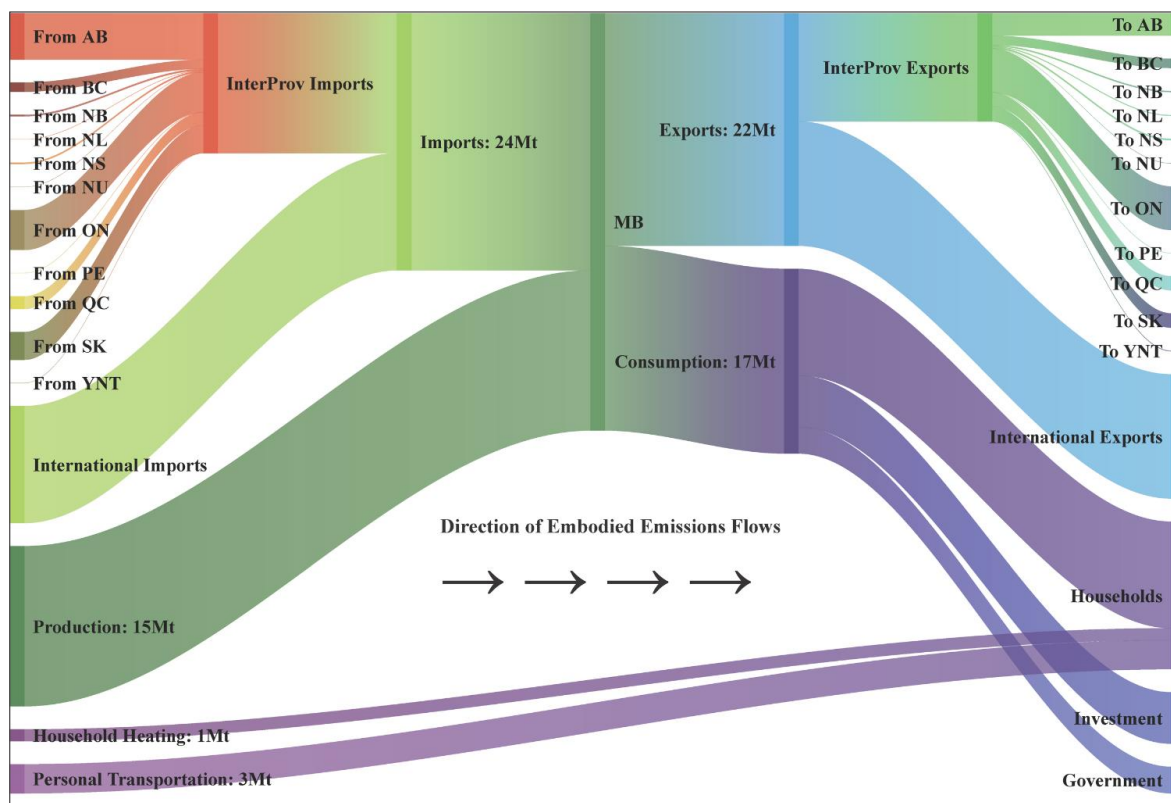 From AB
From BC
From NB
From NL
From NS
From NU
From ON
From PE
From QC
From SK
From YNT
International Imports
Production: 15Mt
Household Heating: 1Mt
Personal Transportation: 3Mt
InterProv Imports
Imports: 24Mt
MB
Exports: 22Mt
Consumption: 17Mt
InterProv Exports
Direction of Embodied Emissions Flows
To AB
To BC
To NB
To NL
To NS
To NU
To ON
To PE
To QC
To SK
To YNT
International Exports
Households
Investment
Government